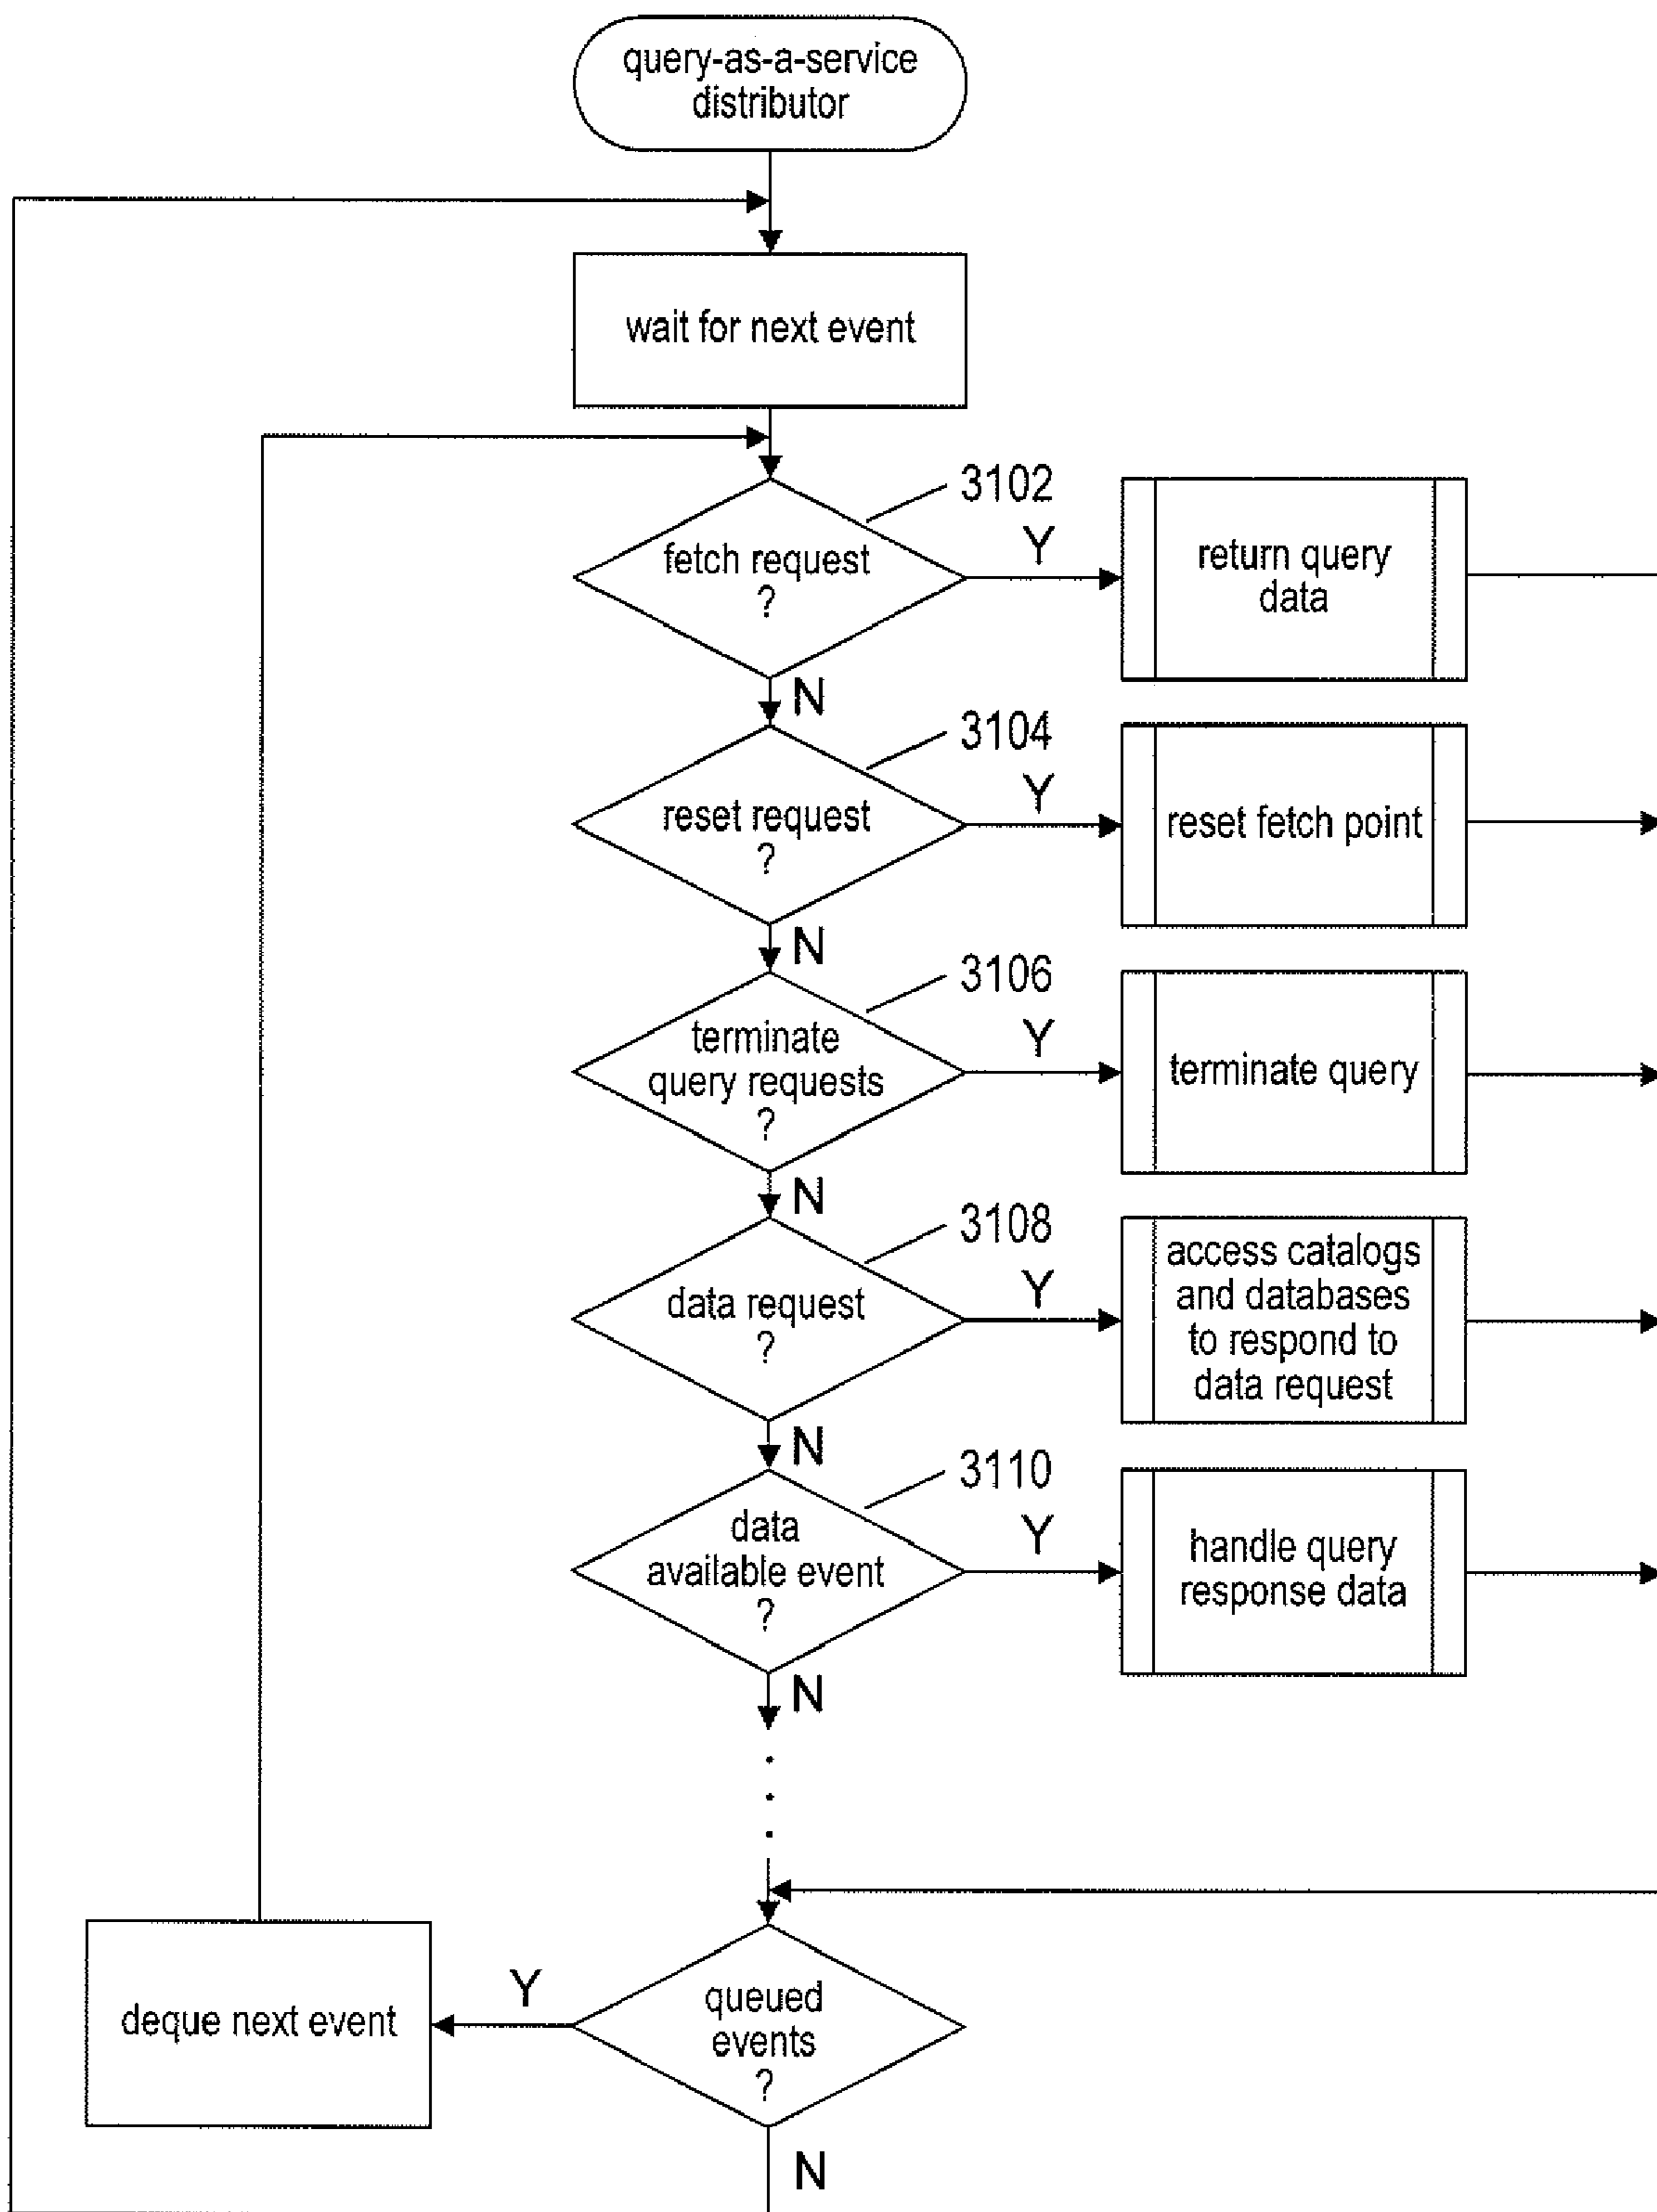 query-as-a-service
distributor
wait for next event
3102
fetch request
?
Y
return query
data
N
3104
reset request
?
Y
reset fetch point
N
3106
terminate
query requests
?
Y
terminate query
N
3108
data request
?
Y
access catalogs
and databases
to respond to
data request
N
3110
data
available event
?
Y
handle query
response data
N
queued
events
?
Y
deque next event
N